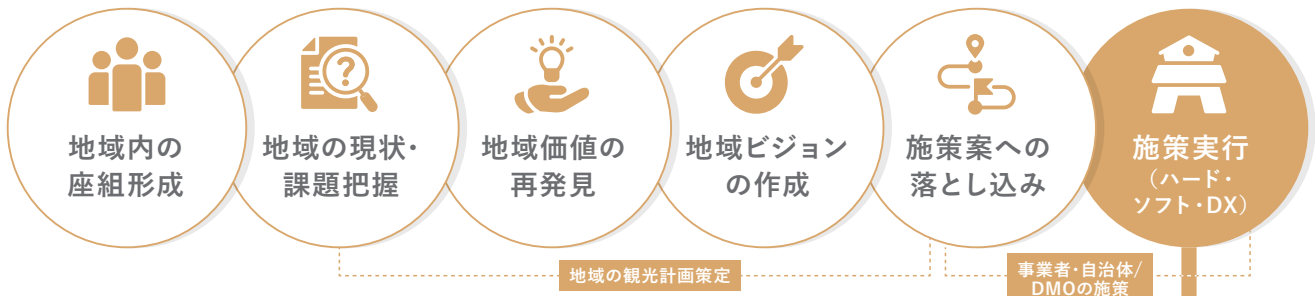 地域内の
座組形成
?
地域の現状・
課題把握
地域価値の
再発見
地域ビジョン
の作成
施策案への
落とし込み
施策実行
（ハード・
ソフト・DX）
地域の観光計画策定
事業者・自治体/
DMOの施策